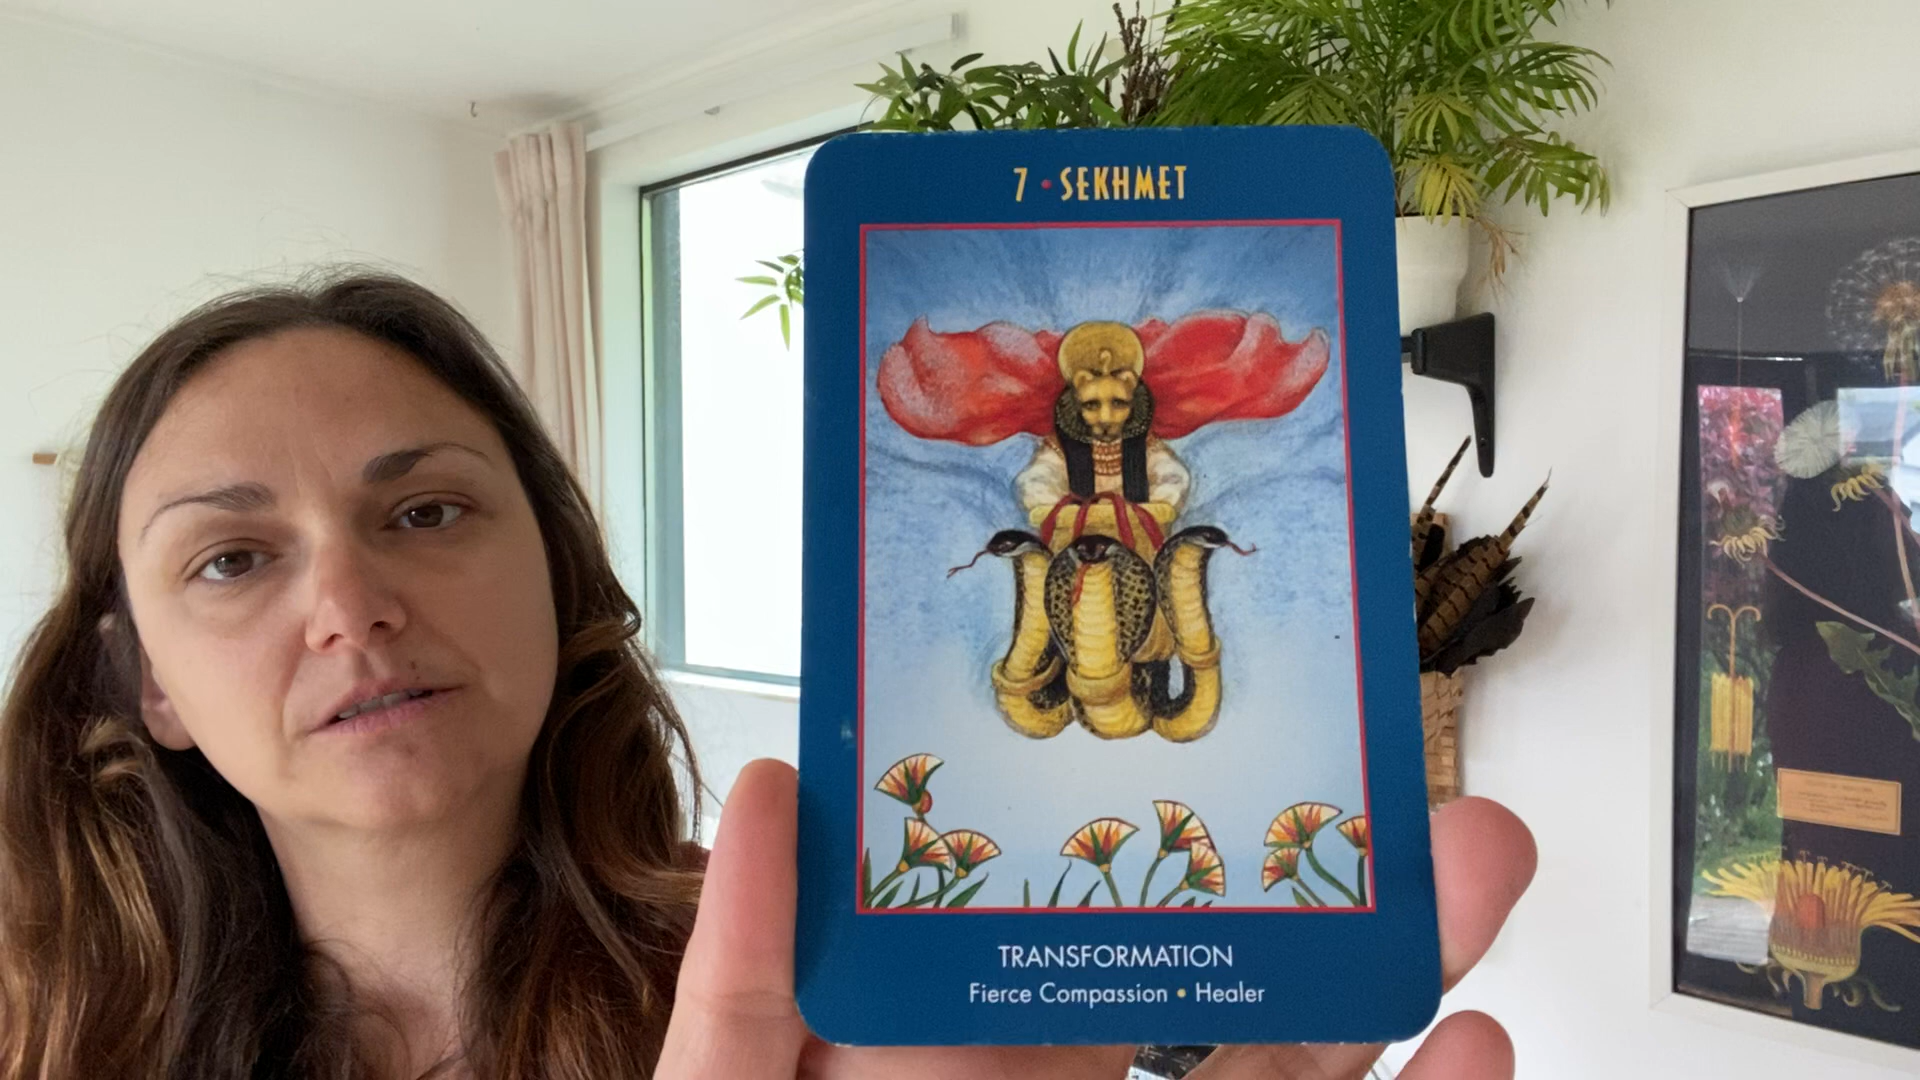 7 • SEKHMET
TRANSFORMATION
Fierce Compassion • Healer